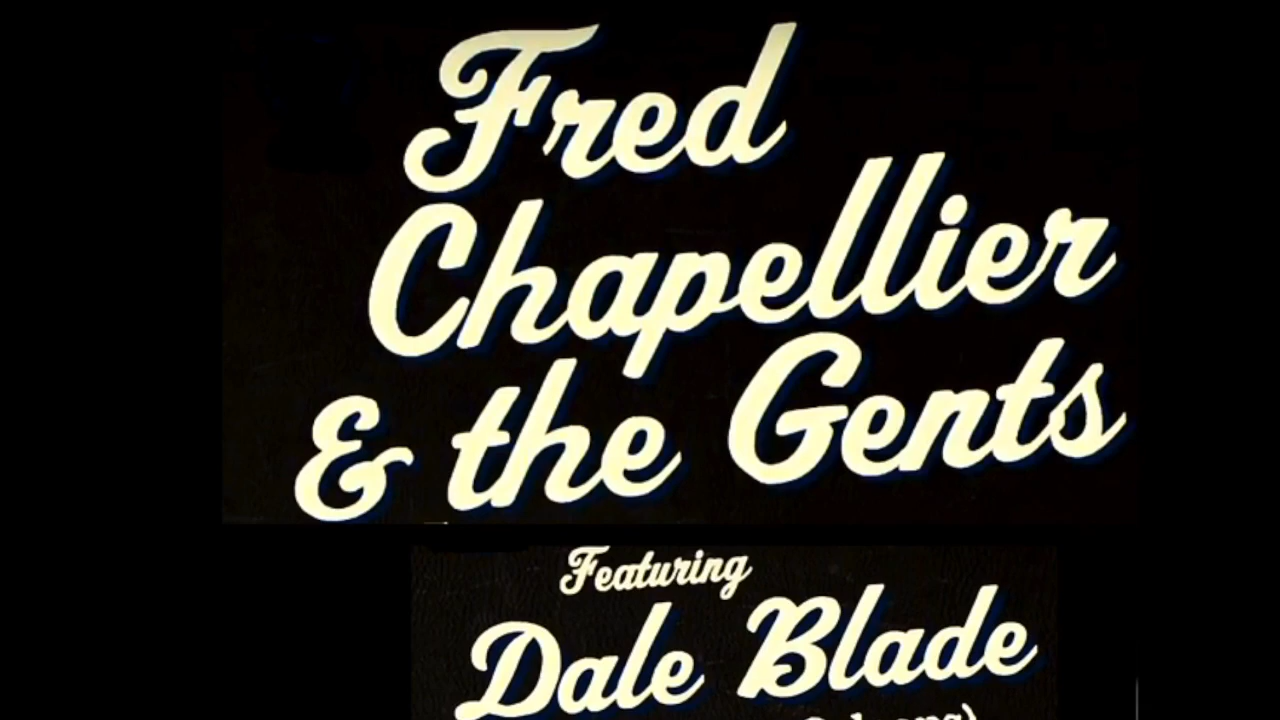 Fred
Chapellier
& the Gents
Featuring
Dale Blade